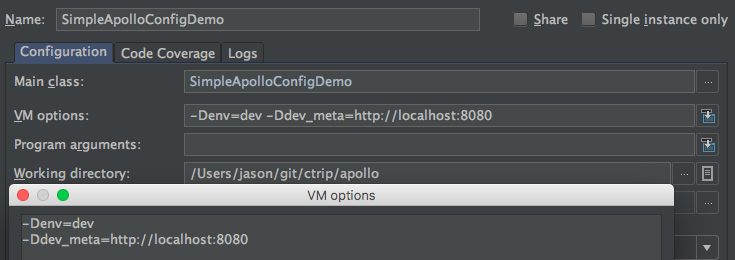 Name: SimpleApolloConfigDemo Share Single instance only
Configuration Code Coverage Logs
Main class: SimpleApolloConfigDemo ...
VM options: -Denv=dev -Ddev_meta=http://localhost:8080
Program arguments:
Working directory: /Users/jason/git/ctrip/apollo ...
VM options
...
-Denv=dev
-Ddev_meta=http://localhost:8080